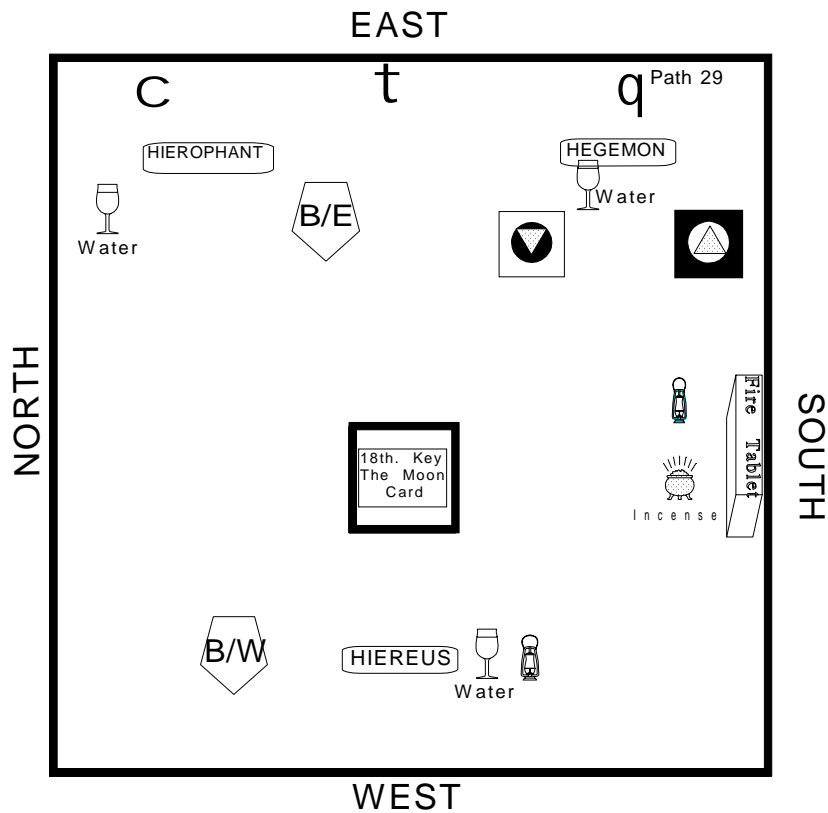 EAST
c t q Path 29
HIEROPHANT HEGEMON
Water
B/E
Water
NORTH
SOUTH
Fire Tablet
18th. Key
The Moon
Card
Incense
B/W
HIEREUS
Water
WEST